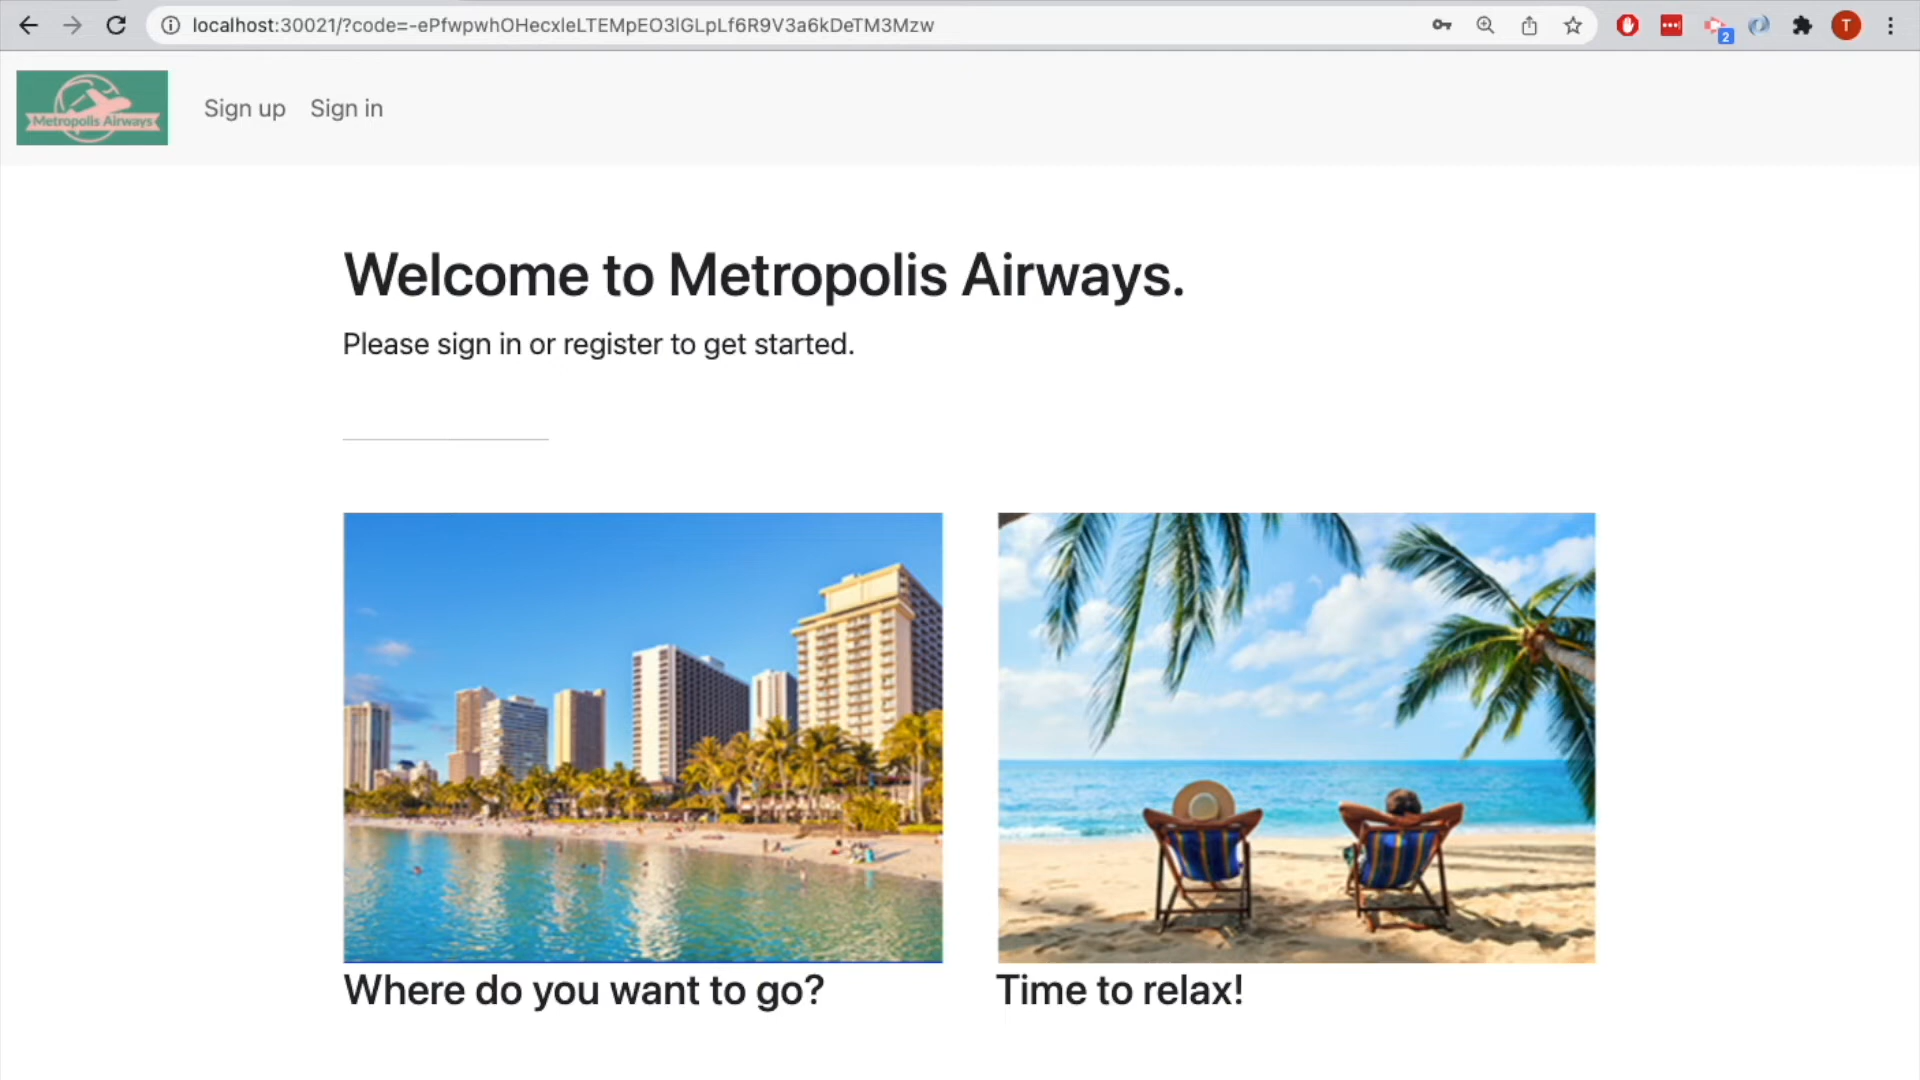 localhost:30021/?code=-ePfwpwhOHecxleLTEMpEO3lGLpLf6R9V3a6kDeTM3Mzw
2
T
Metropolis Airways
Sign up
Sign in
Welcome to Metropolis Airways.
Please sign in or register to get started.
Where do you want to go?
Time to relax!